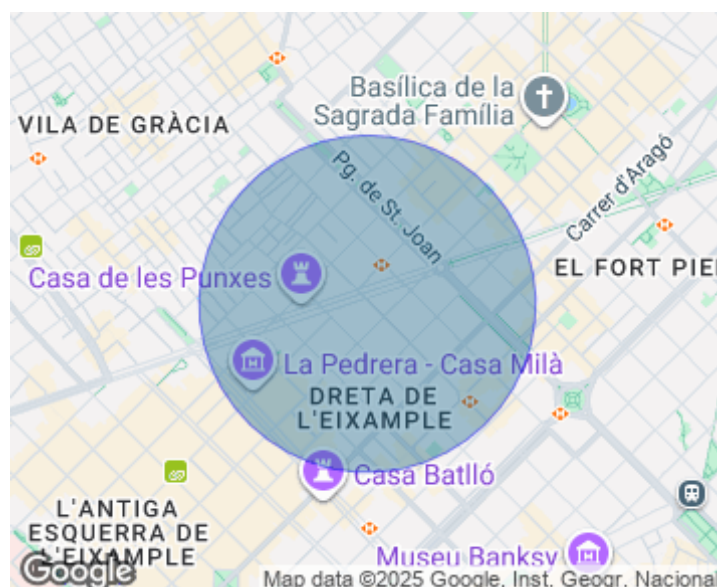 Basílica de la
Sagrada Família
VILA DE GRÀCIA
Pg. de St. Joan
Carrer d'Aragó
Casa de les Punxes
EL FORT PIEN
La Pedrera - Casa Milà
DRETA DE
L'EIXAMPLE
Casa Batlló
L'ANTIGA
ESQUERRA DE
L'EIXAMPLE
Museu Banksy
Google
Map data ©2025 Google, Inst. Geogr. Nacional